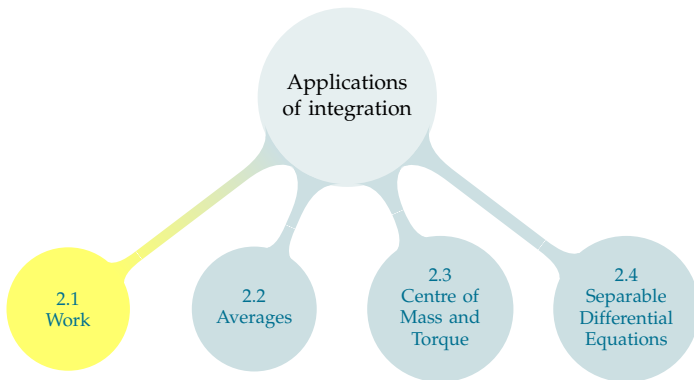 Applications
of integration
2.1
Work
2.2
Averages
2.3
Centre of
Mass and
Torque
2.4
Separable
Differential
Equations